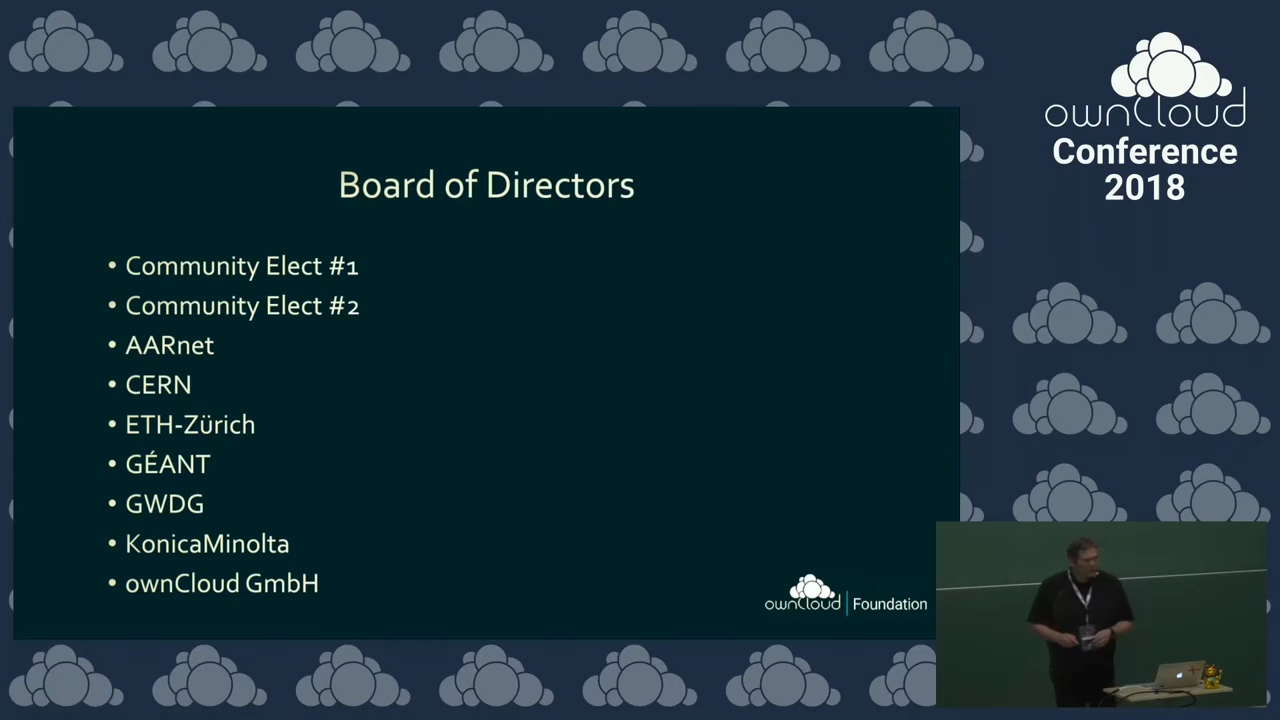 ownCloud
Conference
2018
Board of Directors
• Community Elect #1
• Community Elect #2
• AARnet
• CERN
• ETH-Zürich
• GÉANT
• GWDG
• KonicaMinolta
• ownCloud GmbH
ownCloud | Foundation